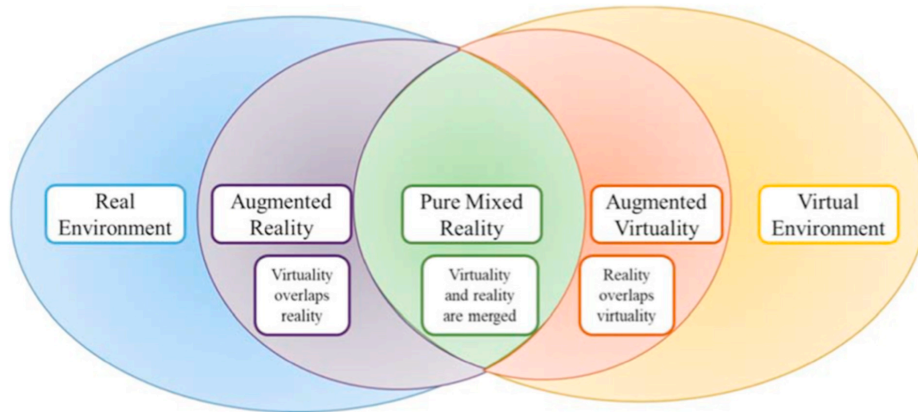 Real
Environment
Augmented
Reality
Pure Mixed
Reality
Augmented
Virtuality
Virtual
Environment
Virtuality
overlaps
reality
Virtuality
and reality
are merged
Reality
overlaps
virtuality